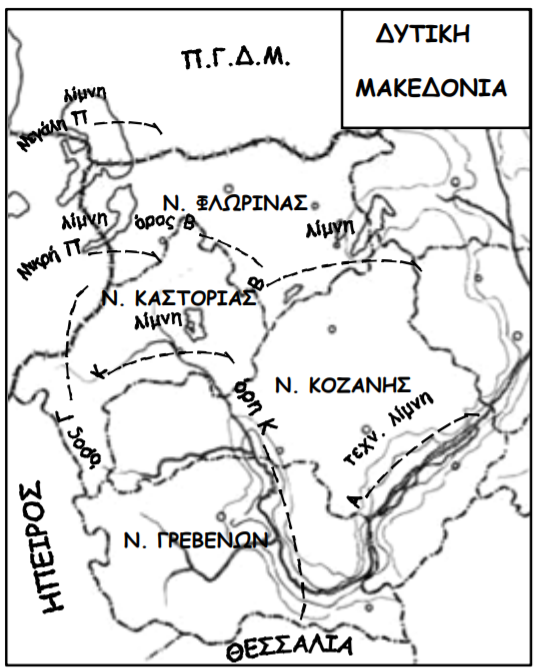 ΔΥΤΙΚΗ
ΜΑΚΕΔΟΝΙΑ
Π.Γ.Δ.Μ.
λίμνη
Μεγάλη Π
λίμνη
Μικρή Π
όρος Β
Ν. ΦΛΩΡΙΝΑΣ
λίμνη
Β
Ν. ΚΑΣΤΟΡΙΑΣ
λίμνη
Κ
όρη Κ
Ν. ΚΟΖΑΝΗΣ
τεχν. λίμνη
Α
όρος Γ
Ν. ΓΡΕΒΕΝΩΝ
ΗΠΕΙΡΟΣ
ΘΕΣΣΑΛΙΑ